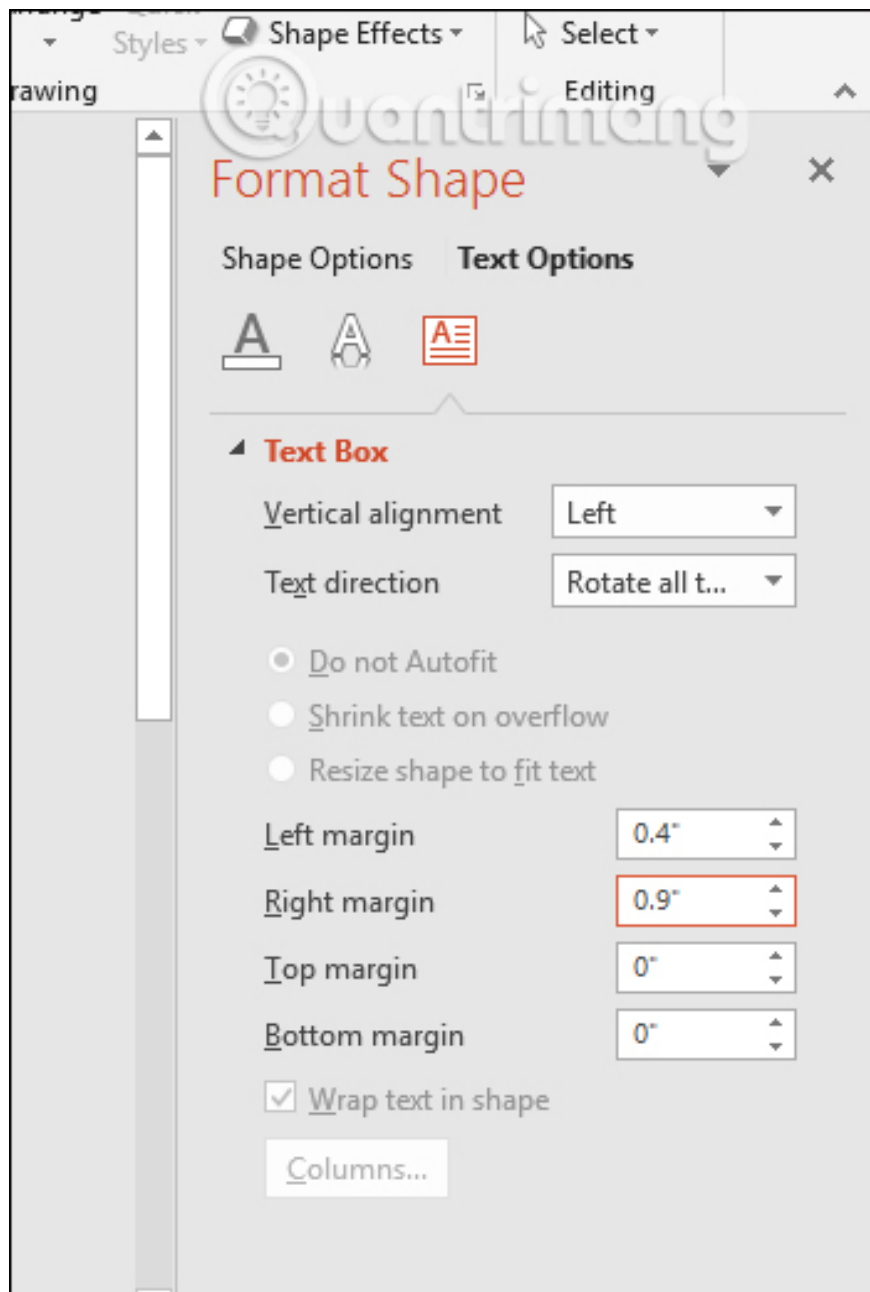 Styles
Shape Effects
Select
rawing
Editing
Quantrimang
Format Shape
Shape Options
Text Options
Text Box
Vertical alignment
Left
Text direction
Rotate all t...
Do not Autofit
Shrink text on overflow
Resize shape to fit text
Left margin
0.4"
Right margin
0.9"
Top margin
0"
Bottom margin
0"
Wrap text in shape
Columns...